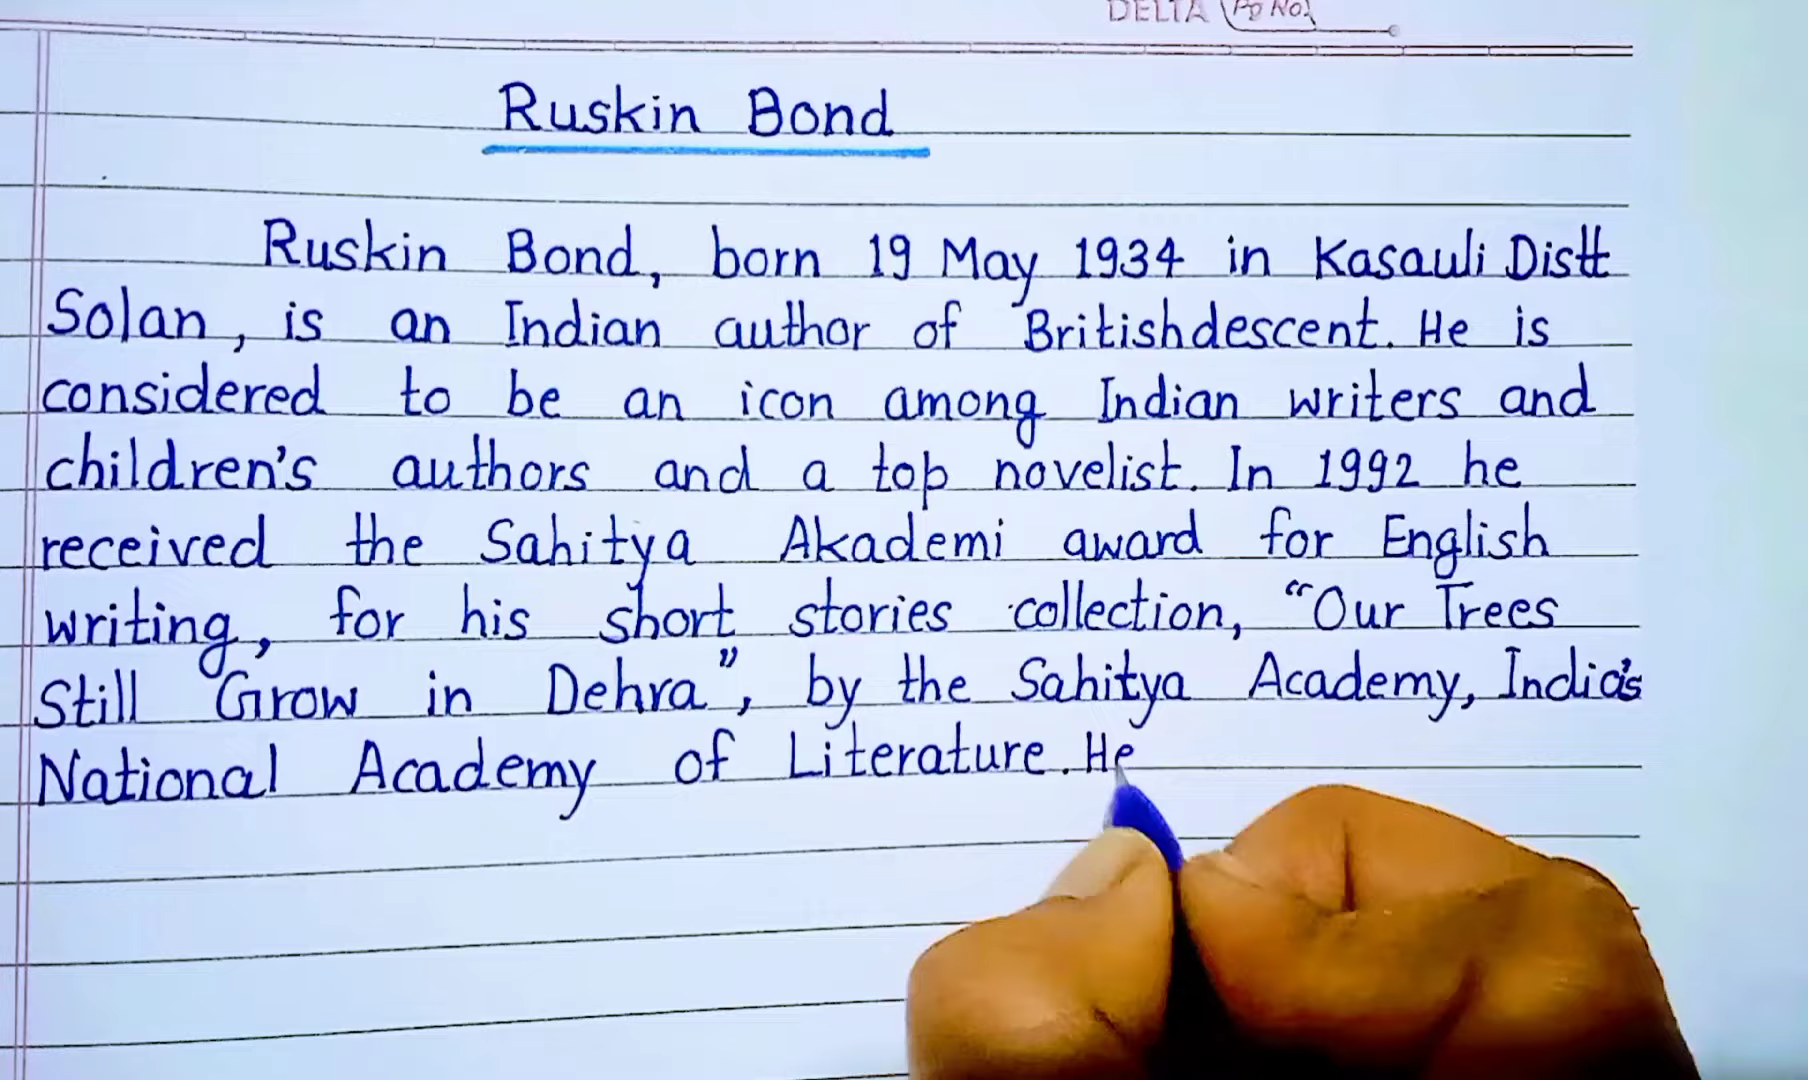 DELTA Pg No.
Ruskin Bond
Ruskin Bond, born 19 May 1934 in Kasauli Distt
Solan, is an Indian author of Britishdescent. He is
considered to be an icon among Indian writers and
children's authors and a top novelist. In 1992 he
received the Sahitya Akademi award for English
writing, for his short stories collection, "Our Trees
Still Grow in Dehra", by the Sahitya Academy, India's
National Academy of Literature. He